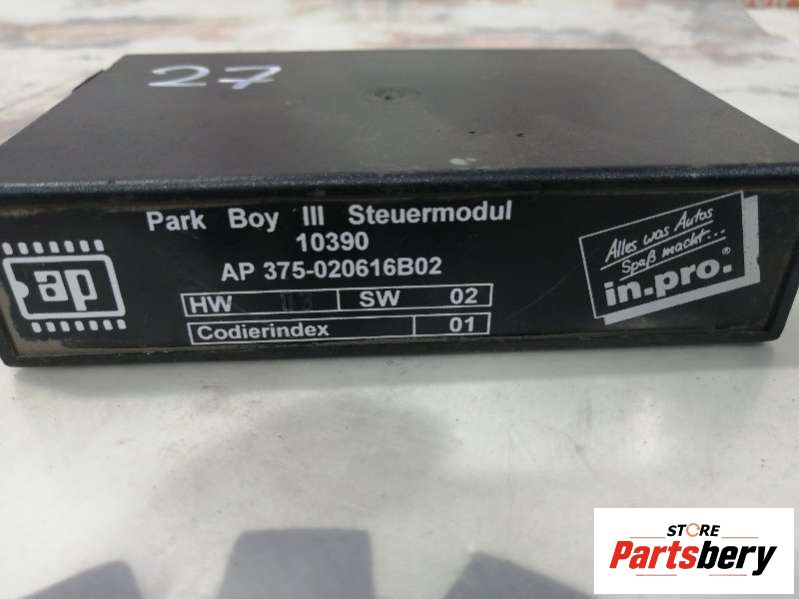 27
Park Boy III Steuermodul
10390
AP 375-020616B02
HW SW 02
Codierindex 01
ap
Alles was Autos
Spaß macht...
in.pro.®
STORE
Partsbery